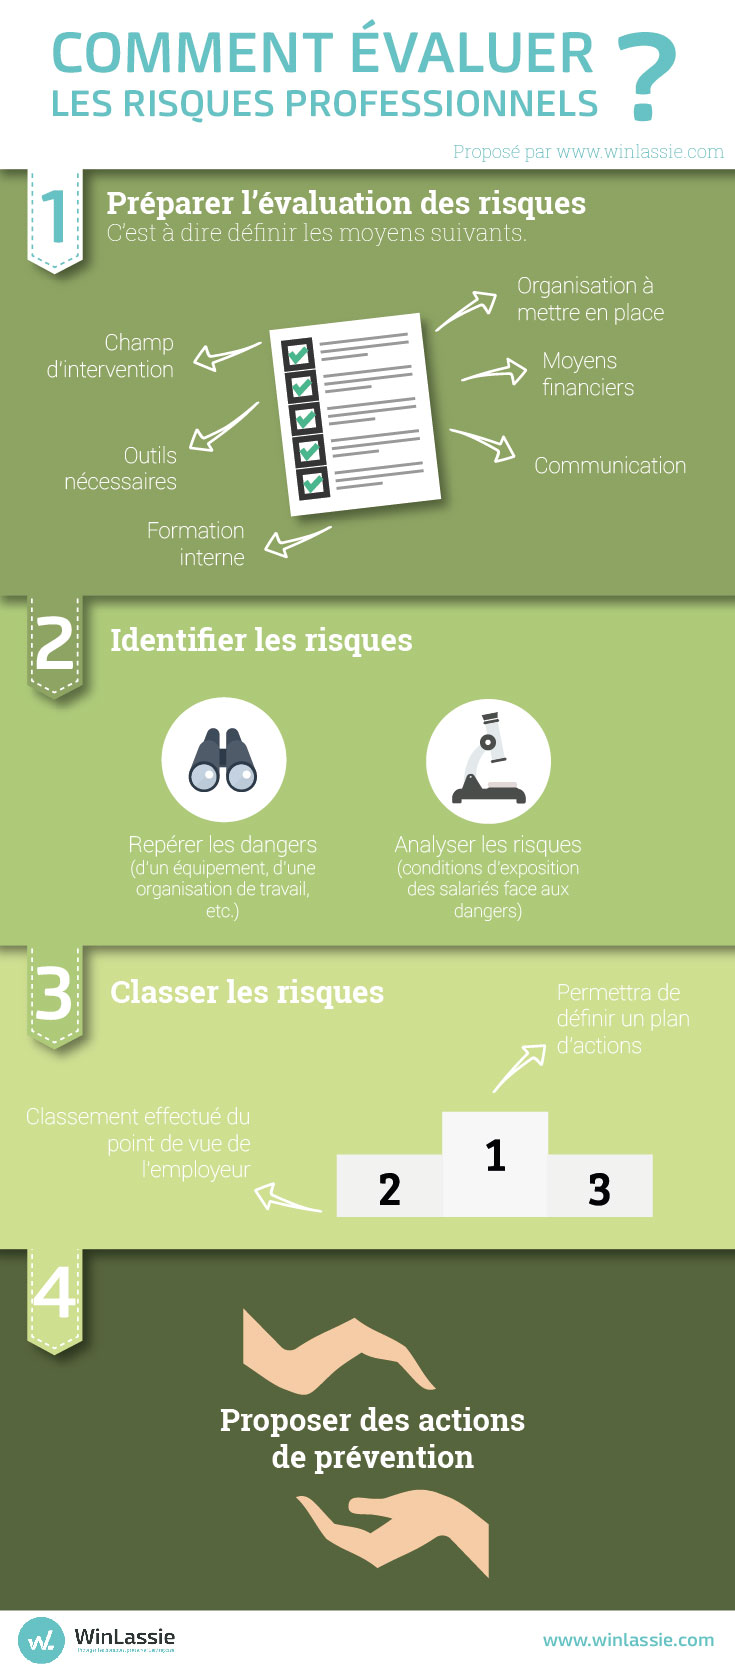 COMMENT ÉVALUER
LES RISQUES PROFESSIONNELS ?
Proposé par www.winlassie.com
1
Préparer l'évaluation des risques
C'est à dire définir les moyens suivants.
Organisation à
mettre en place
Champ
d'intervention
Moyens
financiers
Outils
nécessaires
Communication
Formation
interne
2
Identifier les risques
Repérer les dangers
(d'un équipement, d'une
organisation de travail,
etc.)
Analyser les risques
(conditions d'exposition
des salariés face aux
dangers)
3
Classer les risques
Permettra de
définir un plan
d'actions
Classement effectué du
point de vue de
l'employeur
2
1
3
4
Proposer des actions
de prévention
WL
WinLassie
www.winlassie.com